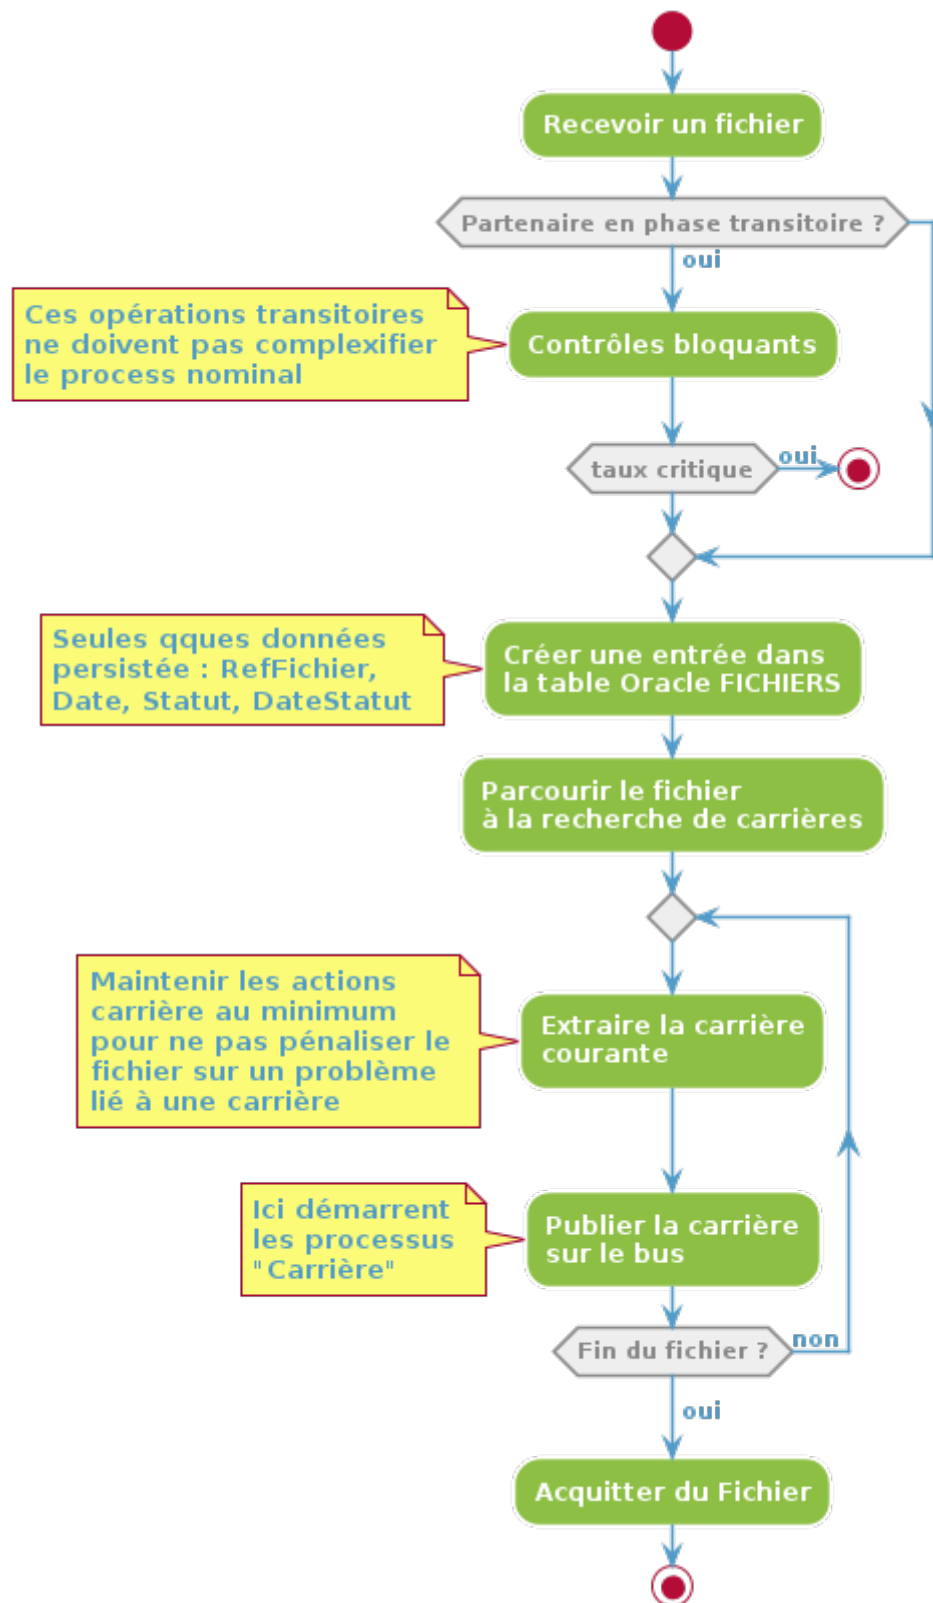 Recevoir un fichier
Partenaire en phase transitoire ?
oui
Ces opérations transitoires
ne doivent pas complexifier
le process nominal
Contrôles bloquants
taux critique
oui
Seules qques données
persistée : RefFichier,
Date, Statut, DateStatut
Créer une entrée dans
la table Oracle FICHIERS
Parcourir le fichier
à la recherche de carrières
Maintenir les actions
carrière au minimum
pour ne pas pénaliser le
fichier sur un problème
lié à une carrière
Extraire la carrière
courante
Ici démarrent
les processus
"Carrière"
Publier la carrière
sur le bus
Fin du fichier ?
non
oui
Acquitter du Fichier